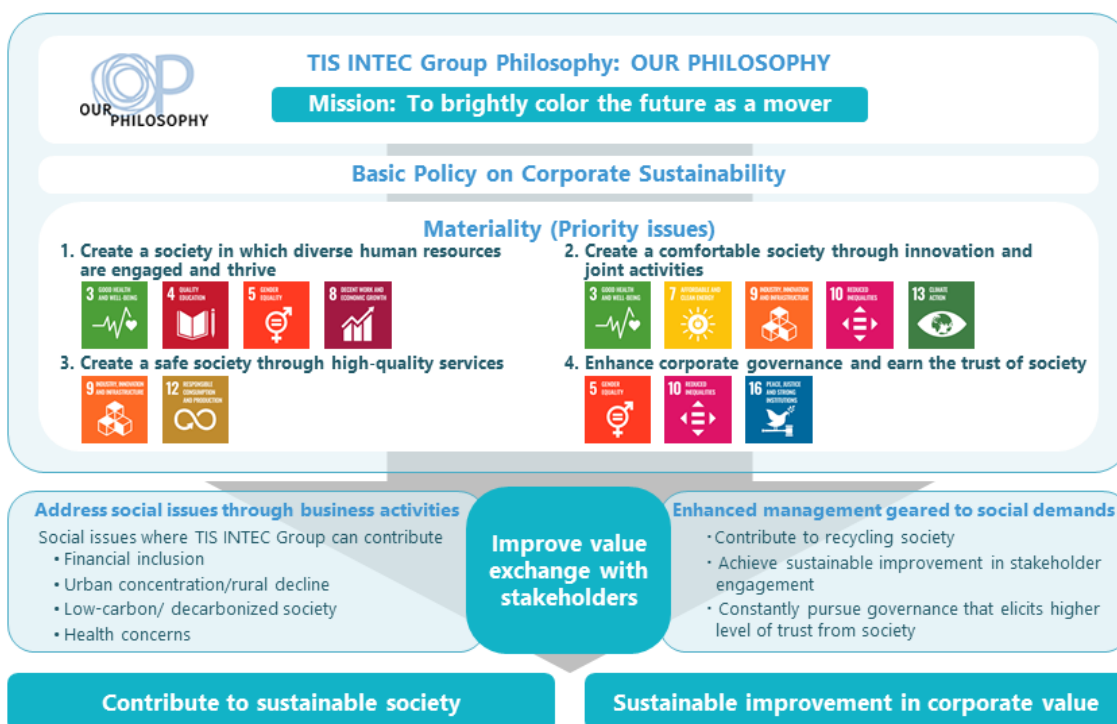 OUR
PHILOSOPHY
TIS INTEC Group Philosophy: OUR PHILOSOPHY
Mission: To brightly color the future as a mover
Basic Policy on Corporate Sustainability
Materiality (Priority issues)
1. Create a society in which diverse human resources
are engaged and thrive
3 GOOD HEALTH
AND WELL-BEING
4 QUALITY
EDUCATION
5 GENDER
EQUALITY
8 DECENT WORK AND
ECONOMIC GROWTH
2. Create a comfortable society through innovation and
joint activities
3 GOOD HEALTH
AND WELL-BEING
7 AFFORDABLE AND
CLEAN ENERGY
9 INDUSTRY, INNOVATION
AND INFRASTRUCTURE
10 REDUCED
INEQUALITIES
13 CLIMATE
ACTION
3. Create a safe society through high-quality services
9 INDUSTRY, INNOVATION
AND INFRASTRUCTURE
12 RESPONSIBLE
CONSUMPTION
AND PRODUCTION
4. Enhance corporate governance and earn the trust of society
5 GENDER
EQUALITY
10 REDUCED
INEQUALITIES
16 PEACE, JUSTICE
AND STRONG
INSTITUTIONS
Address social issues through business activities
Social issues where TIS INTEC Group can contribute
• Financial inclusion
• Urban concentration/rural decline
• Low-carbon/ decarbonized society
• Health concerns
Improve value
exchange with
stakeholders
Enhanced management geared to social demands
・Contribute to recycling society
・Achieve sustainable improvement in stakeholder
engagement
・Constantly pursue governance that elicits higher
level of trust from society
Contribute to sustainable society
Sustainable improvement in corporate value